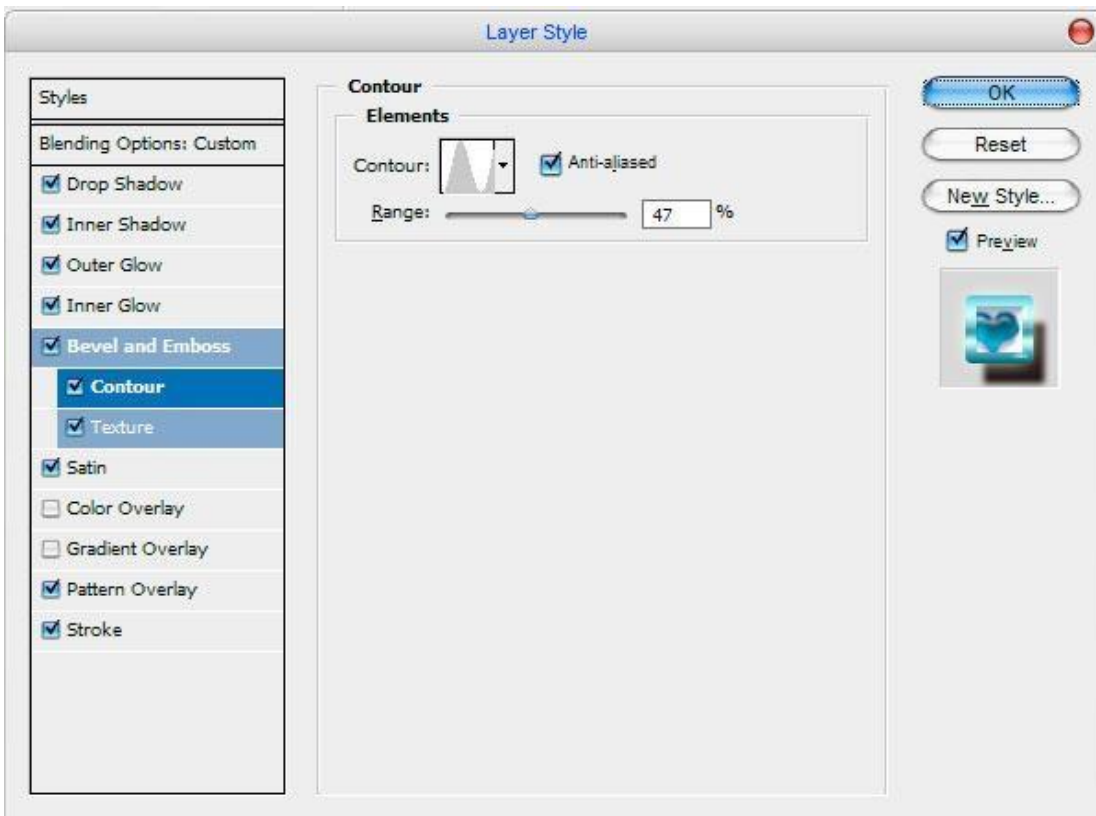 Layer Style
Styles
Blending Options: Custom
Drop Shadow
Inner Shadow
Outer Glow
Inner Glow
Bevel and Emboss
Contour
Texture
Satin
Color Overlay
Gradient Overlay
Pattern Overlay
Stroke
Contour
Elements
Contour:
Anti-aliased
Range: 47 %
OK
Reset
New Style...
Preview